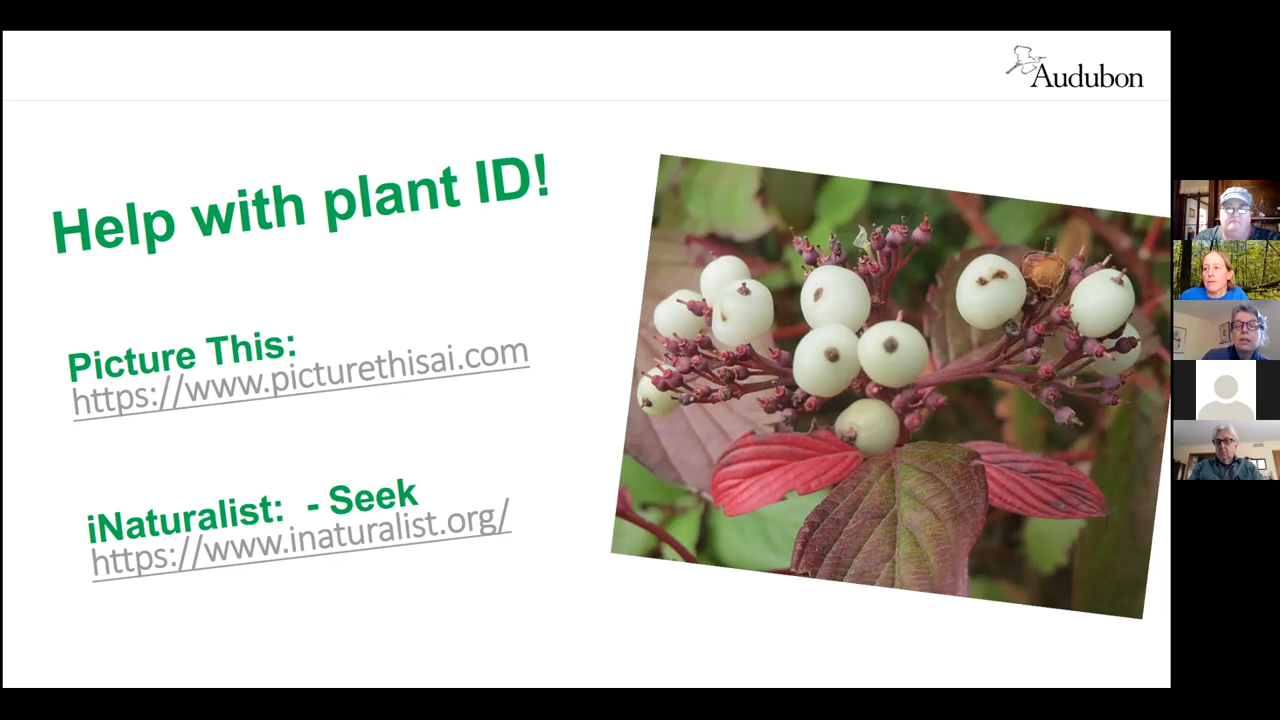 Audubon
Help with plant ID!
Picture This:
https://www.picturethisai.com
iNaturalist:  - Seek
https://www.inaturalist.org/